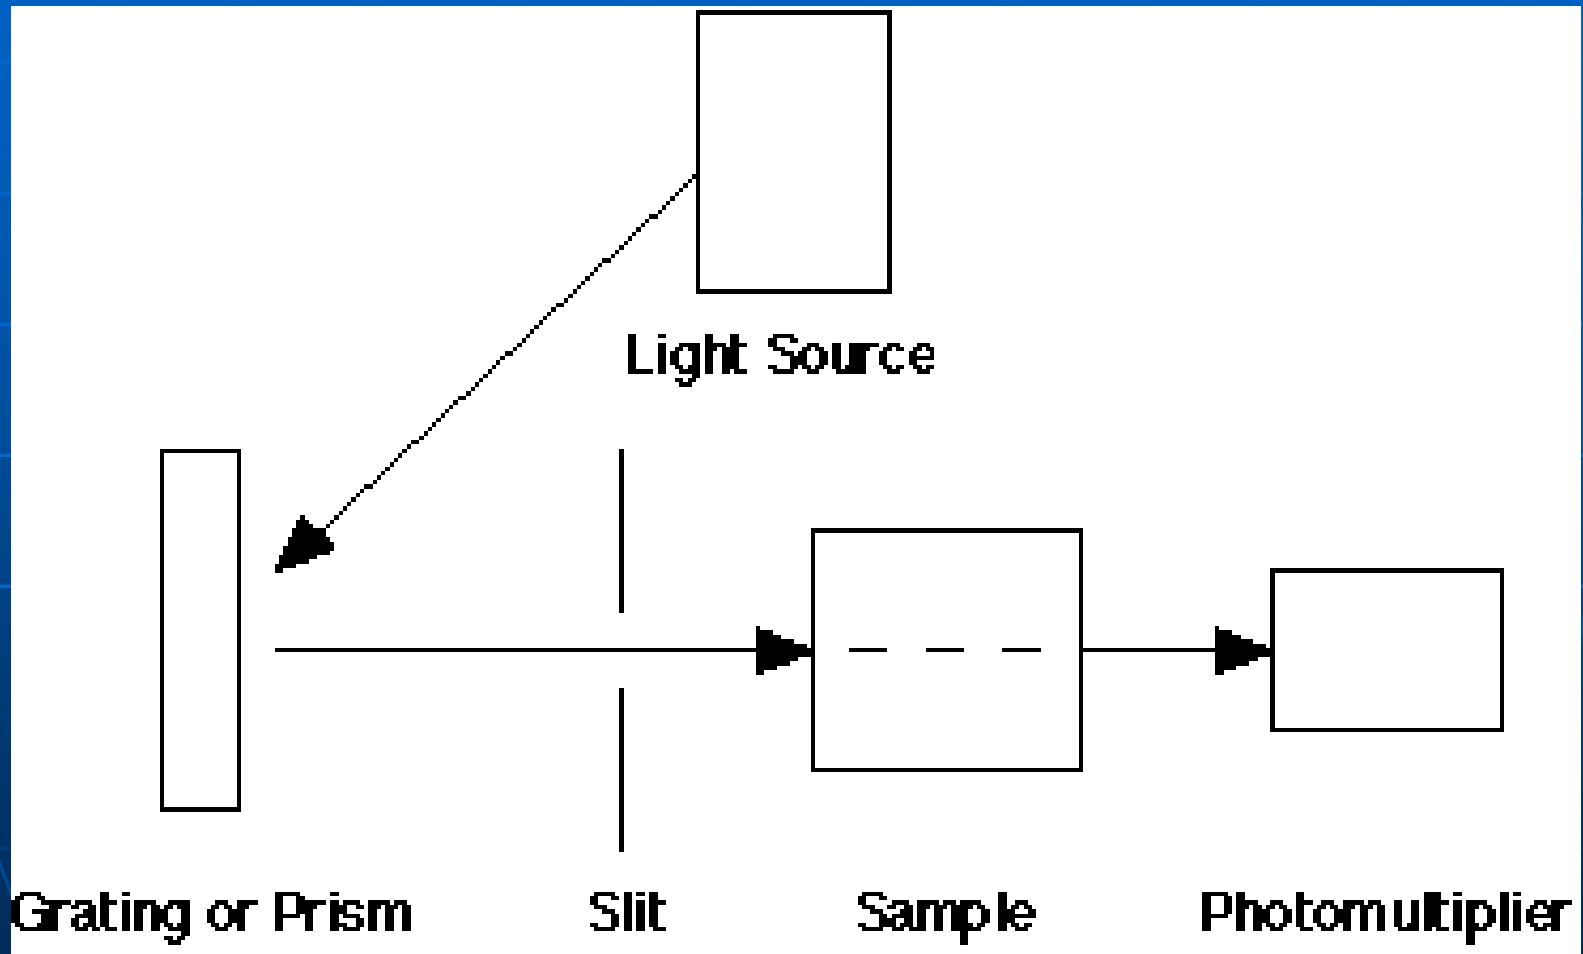 Light Source
Grating or Prism
Slit
Sample
Photomultiplier